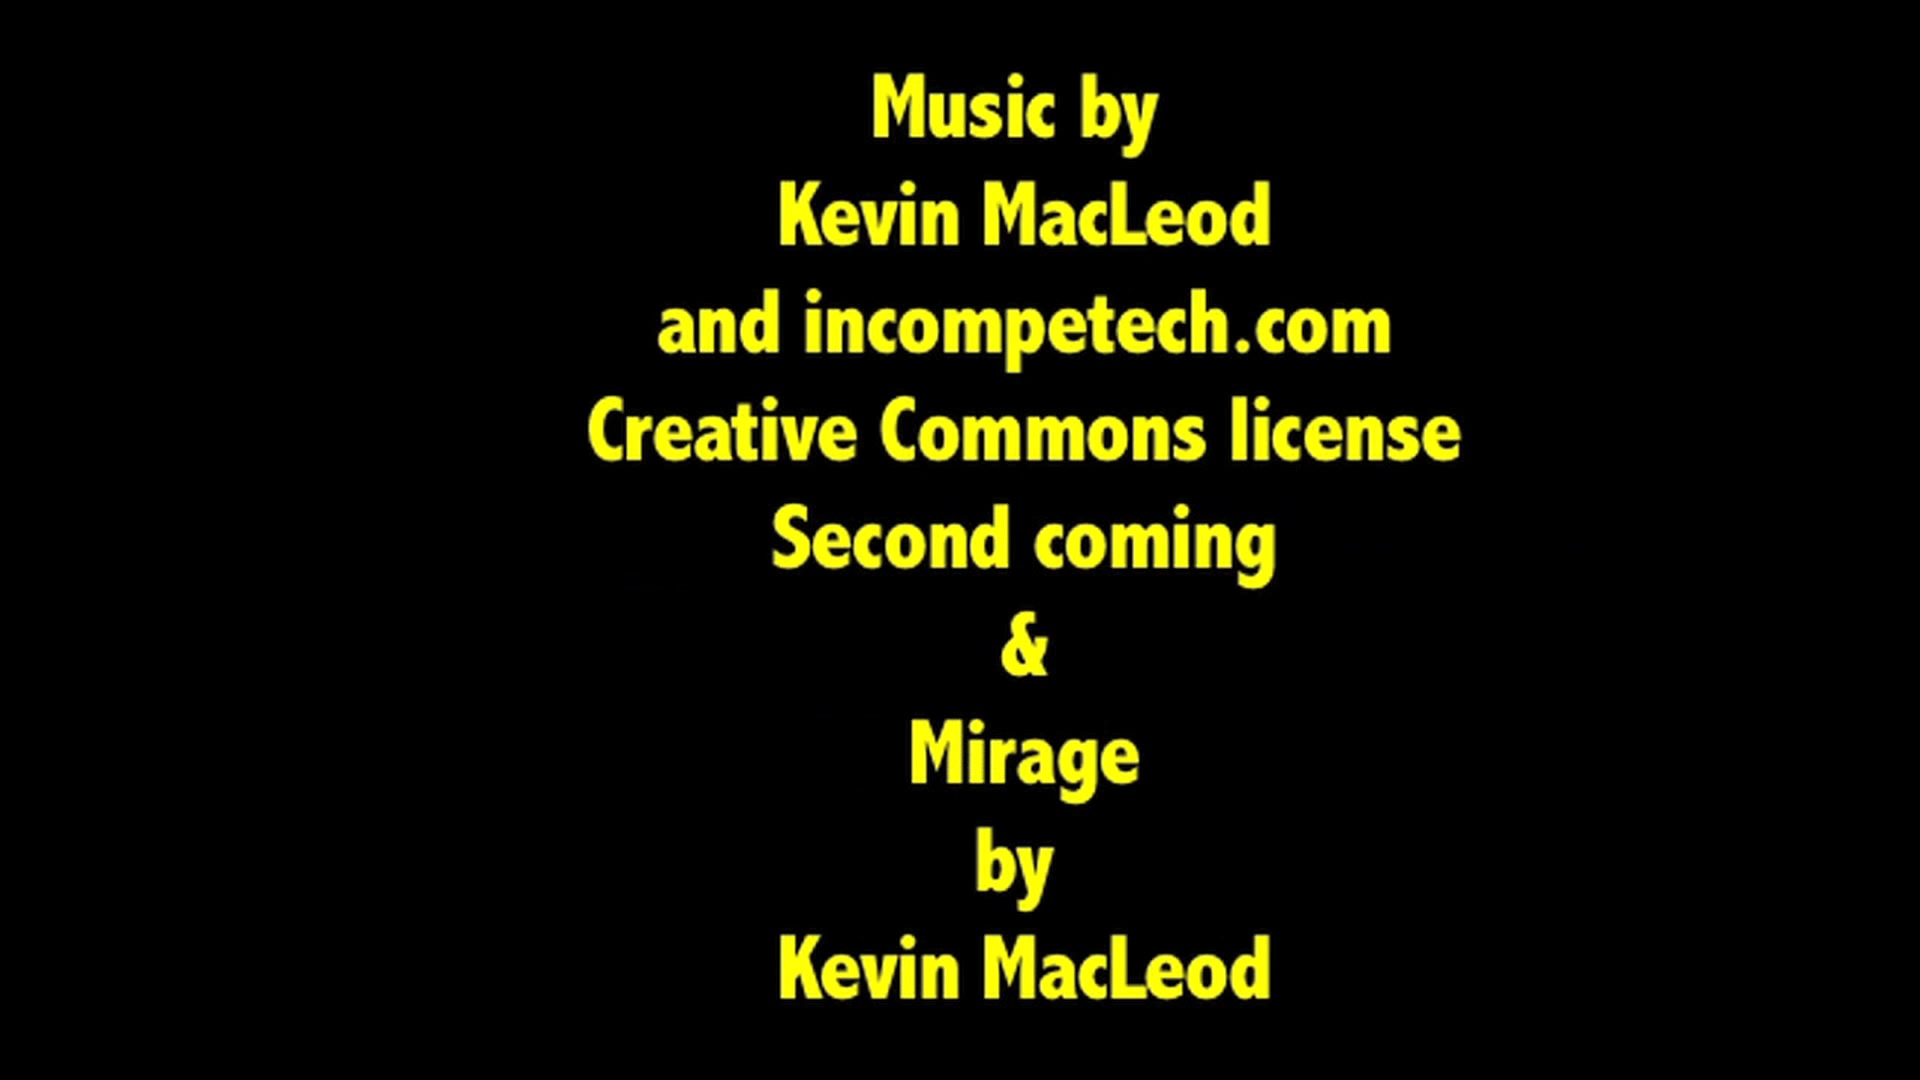 Music by
Kevin MacLeod
and incompetech.com
Creative Commons license
Second coming
&
Mirage
by
Kevin MacLeod